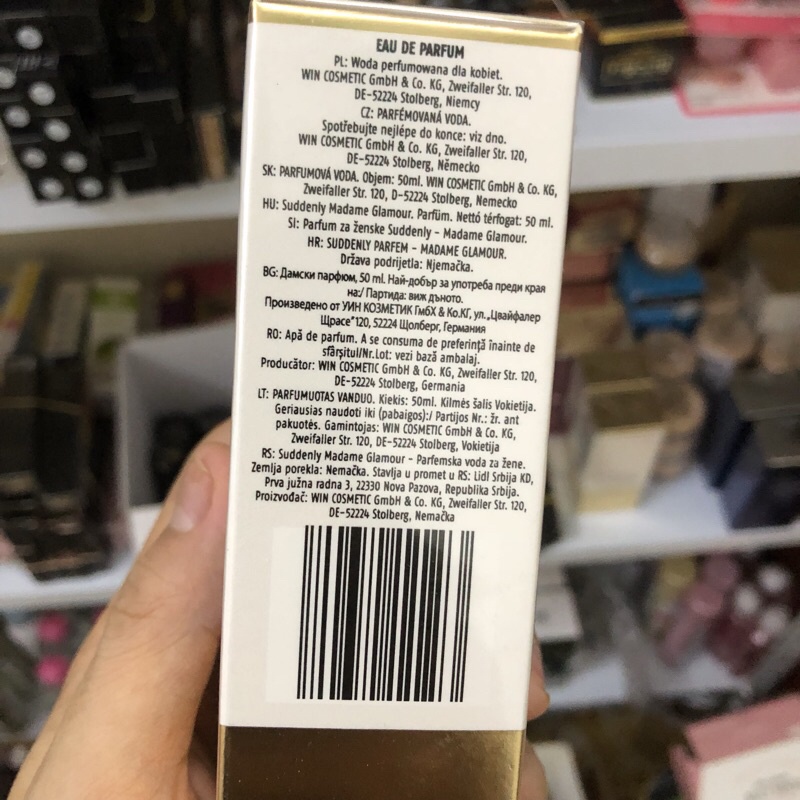 EAU DE PARFUM
PL: Woda perfumowana dla kobiet.
WIN COSMETIC GmbH & Co. KG, Zweifaller Str. 120,
DE-52224 Stolberg, Niemcy
CZ: PARFÉMOVANÁ VODA.
Spotřebujte nejlépe do konce: viz dno.
WIN COSMETIC GmbH & Co. KG, Zweifaller Str. 120,
DE-52224 Stolberg, Německo
SK: PARFUMOVÁ VODA. Objem: 50ml. WIN COSMETIC GmbH & Co. KG,
Zweifaller Str. 120, D-52224 Stolberg, Nemecko
HU: Suddenly Madame Glamour. Parfüm. Nettó térfogat: 50 ml.
SI: Parfum za ženske Suddenly - Madame Glamour.
HR: SUDDENLY PARFEM - MADAME GLAMOUR.
Država podrijetla: Njemačka.
BG: Дамски парфюм, 50 ml. Най-добър за употреба преди края
на:/ Партида: виж дъното.
Произведено от УИН КОЗМЕТИК ГмбХ & Ко.КГ, ул.„Цвайфалер
Щрасе"120, 52224 Щолберг, Германия
RO: Apă de parfum. A se consuma de preferință înainte de
sfârșitul/Nr.Lot: vezi bază ambalaj.
Producător: WIN COSMETIC GmbH & Co. KG, Zweifaller Str. 120,
DE-52224 Stolberg, Germania
LT: PARFUMUOTAS VANDUO. Kiekis: 50ml. Kilmės šalis Vokietija.
Geriausias naudoti iki (pabaigos):/ Partijos Nr.: žr. ant
pakuotės. Gamintojas: WIN COSMETIC GmbH & Co. KG,
Zweifaller Str. 120, DE-52224 Stolberg, Vokietija
RS: Suddenly Madame Glamour - Parfemska voda za žene.
Zemlja porekla: Nemačka. Stavlja u promet u RS: Lidl Srbija KD,
Prva južna radna 3, 22330 Nova Pazova, Republika Srbija.
Proizvođač: WIN COSMETIC GmbH & Co. KG, Zweifaller Str. 120,
DE-52224 Stolberg, Nemačka